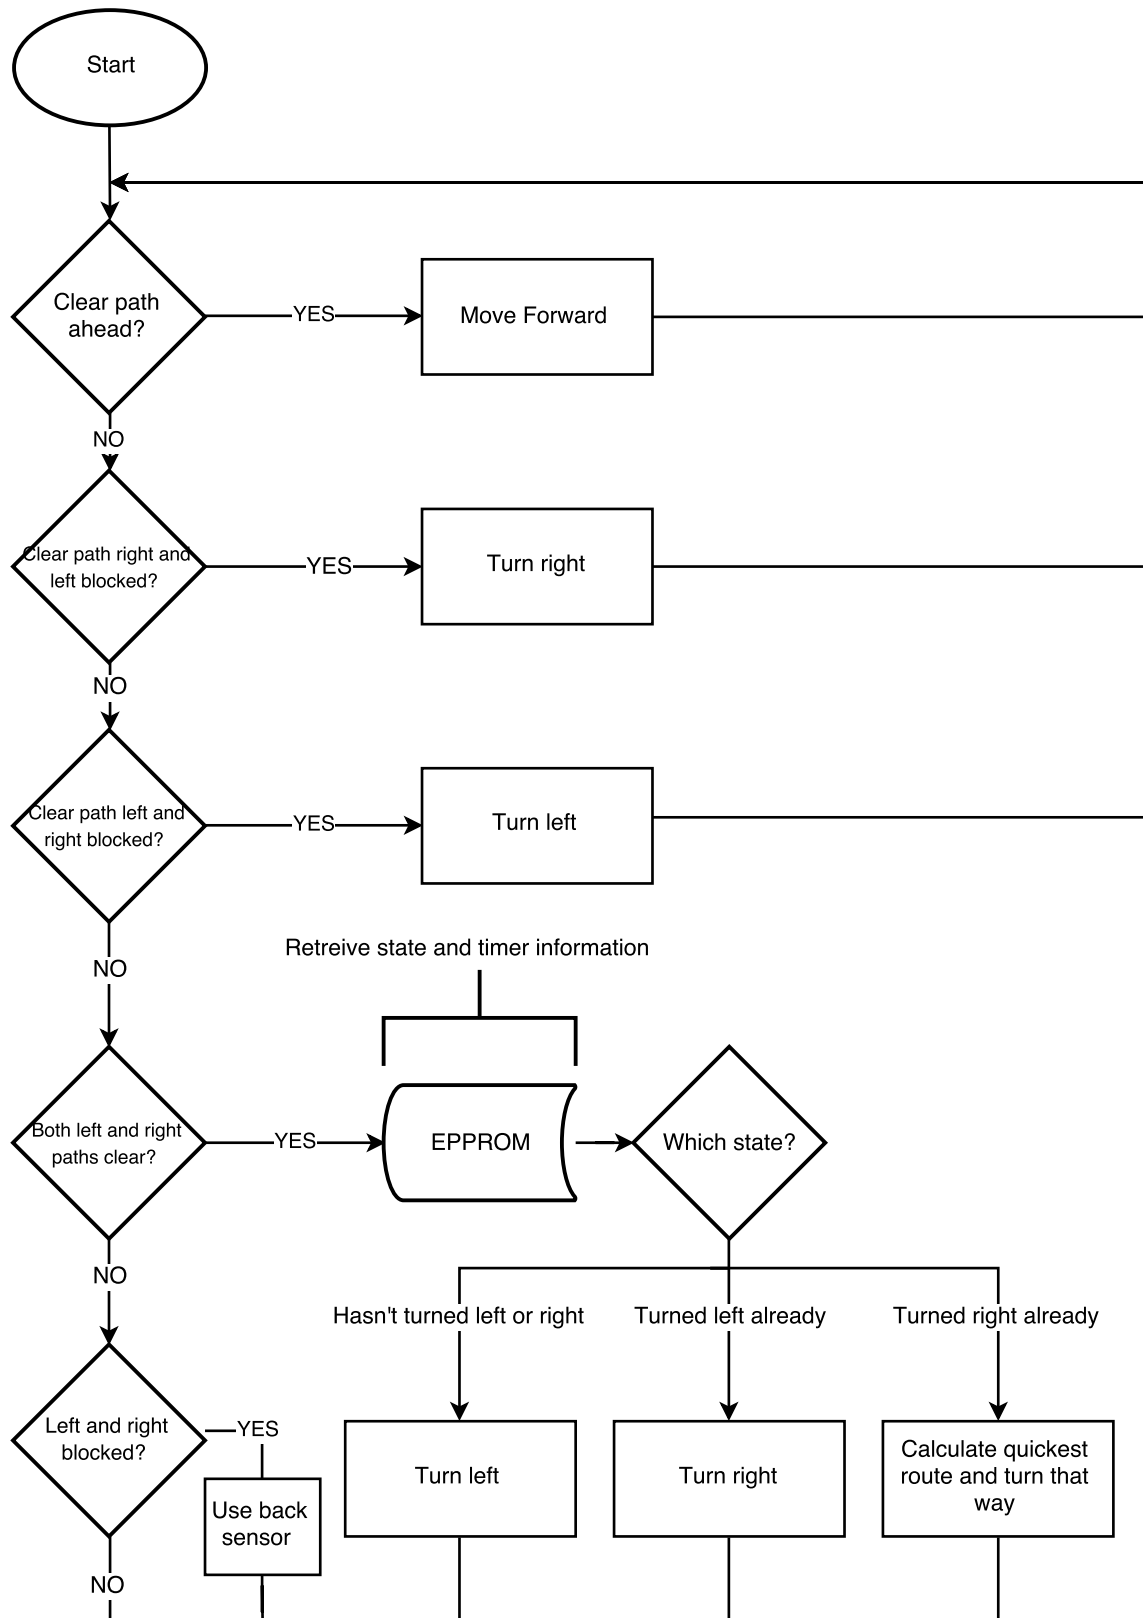 Start
Clear path
ahead?
YES
Move Forward
NO
Clear path right and
left blocked?
YES
Turn right
NO
Clear path left and
right blocked?
YES
Turn left
NO
Retreive state and timer information
Both left and right
paths clear?
YES
EPPROM
Which state?
NO
Hasn't turned left or right
Turned left already
Turned right already
Left and right
blocked?
YES
Use back
sensor
Turn left
Turn right
Calculate quickest
route and turn that
way
NO